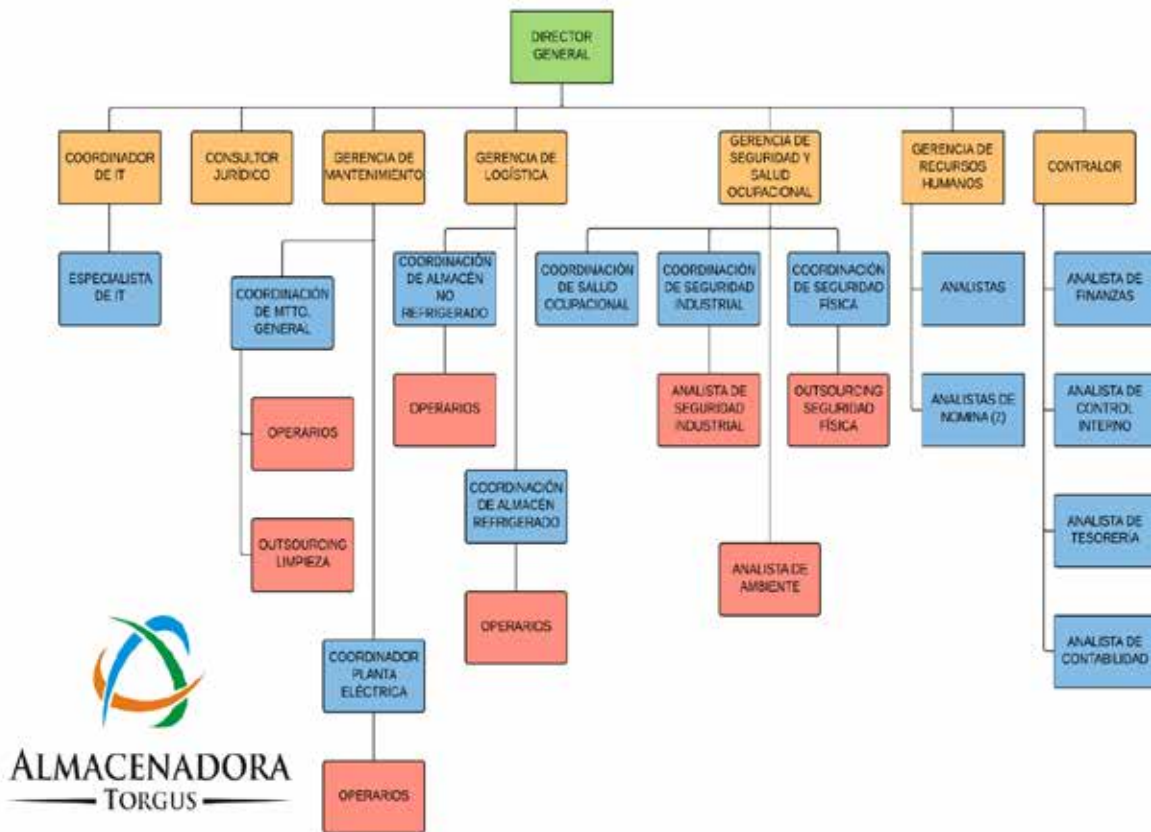 DIRECTOR
GENERAL
COORDINADOR
DE IT
CONSULTOR
JURÍDICO
GERENCIA DE
MANTENIMIENTO
GERENCIA DE
LOGÍSTICA
GERENCIA DE
SEGURIDAD Y
SALUD
OCUPACIONAL
GERENCIA DE
RECURSOS
HUMANOS
CONTRALOR
ESPECIALISTA
DE IT
COORDINACIÓN
DE MTTO.
GENERAL
COORDINACIÓN
DE ALMACÉN
NO
REFRIGERADO
COORDINACIÓN
DE SALUD
OCUPACIONAL
COORDINACIÓN
DE SEGURIDAD
INDUSTRIAL
COORDINACIÓN
DE SEGURIDAD
FÍSICA
ANALISTAS
ANALISTA DE
FINANZAS
OPERARIOS
OPERARIOS
ANALISTA DE
SEGURIDAD
INDUSTRIAL
OUTSOURCING
SEGURIDAD
FÍSICA
ANALISTAS DE
NOMINA (2)
ANALISTA DE
CONTROL
INTERNO
COORDINACIÓN
DE ALMACÉN
REFRIGERADO
OUTSOURCING
LIMPIEZA
ANALISTA DE
AMBIENTE
ANALISTA DE
TESORERÍA
OPERARIOS
COORDINADOR
PLANTA
ELÉCTRICA
ANALISTA DE
CONTABILIDAD
OPERARIOS
ALMACENADORA
TORGUS